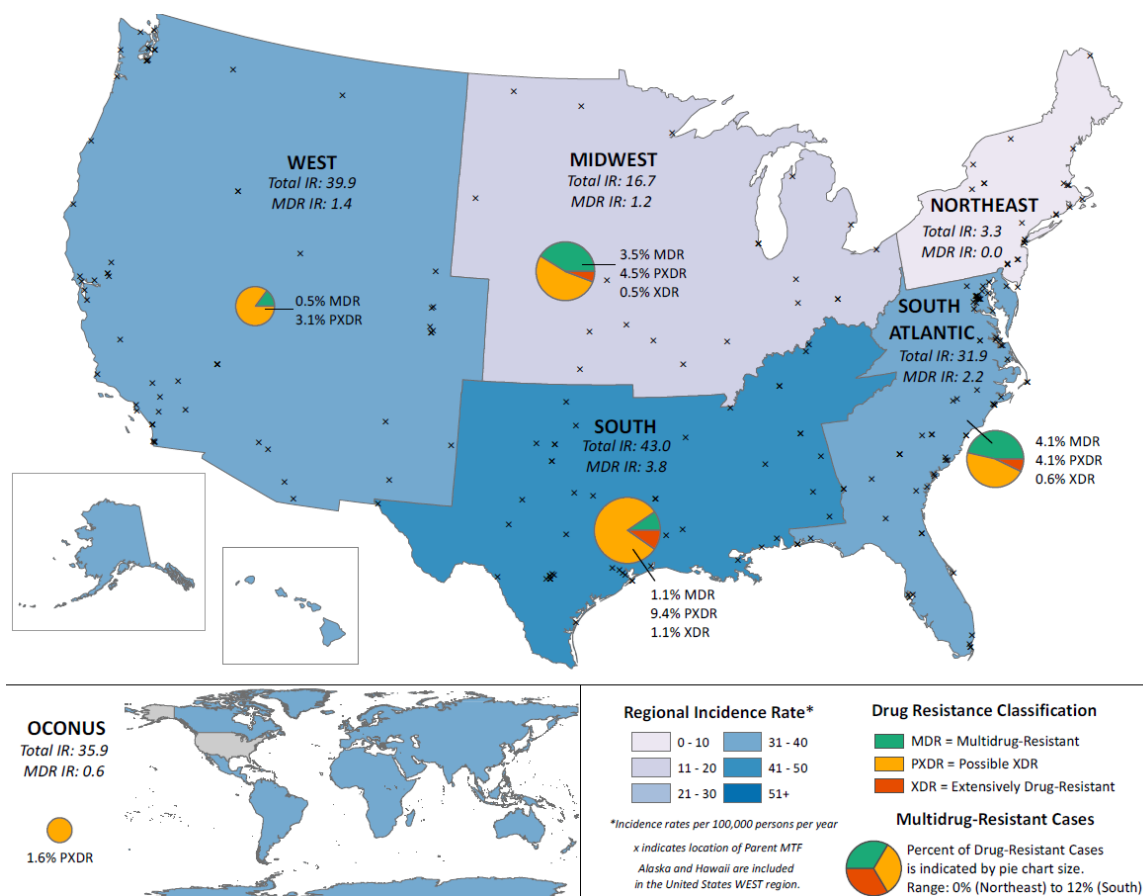 WEST
Total IR: 39.9
MDR IR: 1.4
0.5% MDR
3.1% PXDR
MIDWEST
Total IR: 16.7
MDR IR: 1.2
3.5% MDR
4.5% PXDR
0.5% XDR
NORTHEAST
Total IR: 3.3
MDR IR: 0.0
SOUTH
ATLANTIC
Total IR: 31.9
MDR IR: 2.2
4.1% MDR
4.1% PXDR
0.6% XDR
SOUTH
Total IR: 43.0
MDR IR: 3.8
1.1% MDR
9.4% PXDR
1.1% XDR
OCONUS
Total IR: 35.9
MDR IR: 0.6
1.6% PXDR
Regional Incidence Rate*
0 - 10
11 - 20
21 - 30
31 - 40
41 - 50
51+
*Incidence rates per 100,000 persons per year
x indicates location of Parent MTF
Alaska and Hawaii are included
in the United States WEST region.
Drug Resistance Classification
MDR = Multidrug-Resistant
PXDR = Possible XDR
XDR = Extensively Drug-Resistant
Multidrug-Resistant Cases
Percent of Drug-Resistant Cases
is indicated by pie chart size.
Range: 0% (Northeast) to 12% (South)